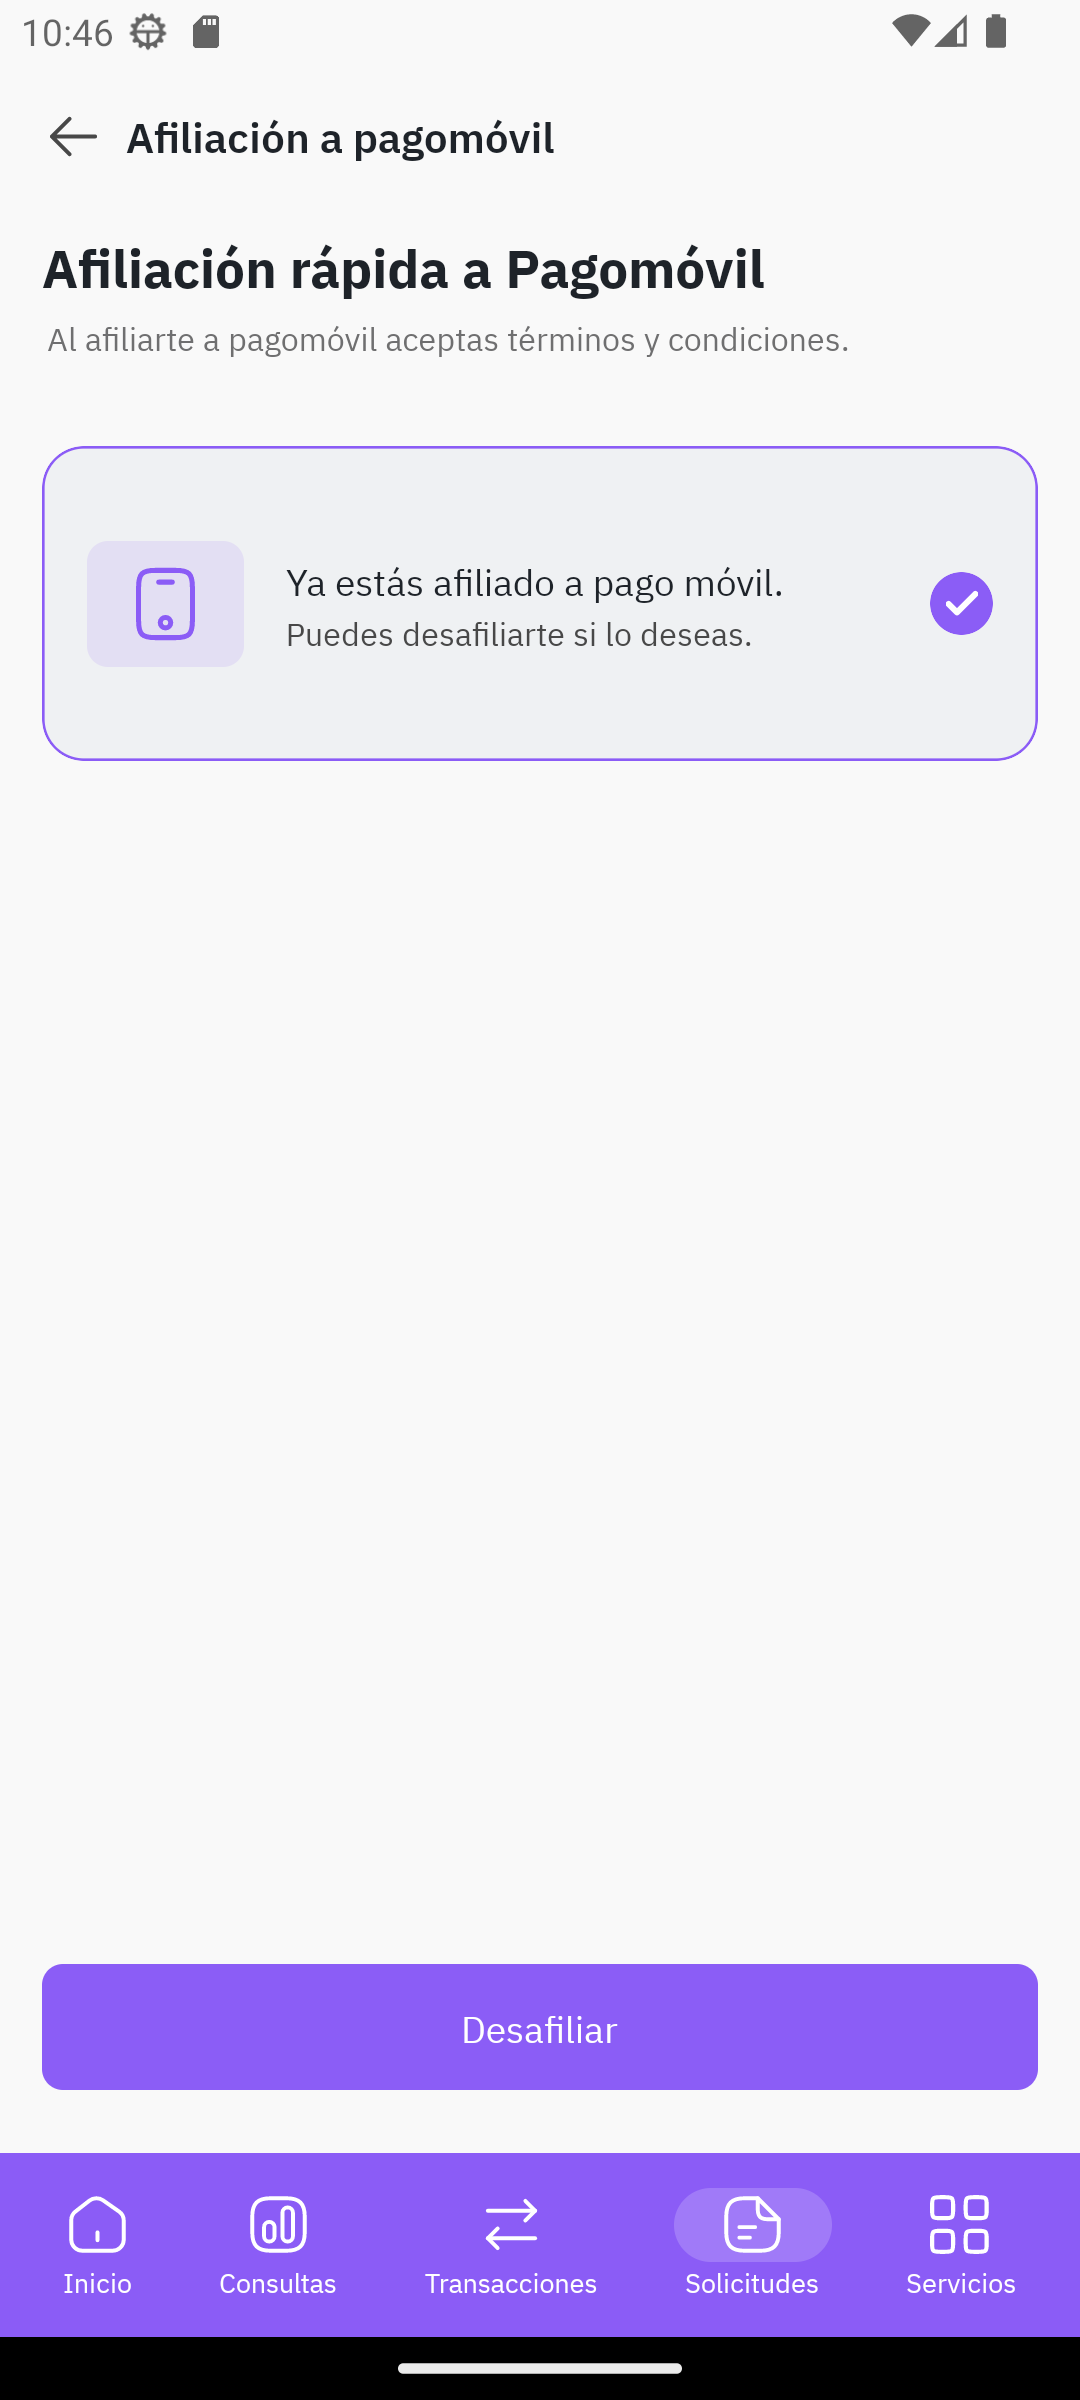 10:46
Afiliación a pagomóvil
Afiliación rápida a Pagomóvil
Al afiliarte a pagomóvil aceptas términos y condiciones.
Ya estás afiliado a pago móvil.
Puedes desafiliarte si lo deseas.
Desafiliar
Inicio
Consultas
Transacciones
Solicitudes
Servicios